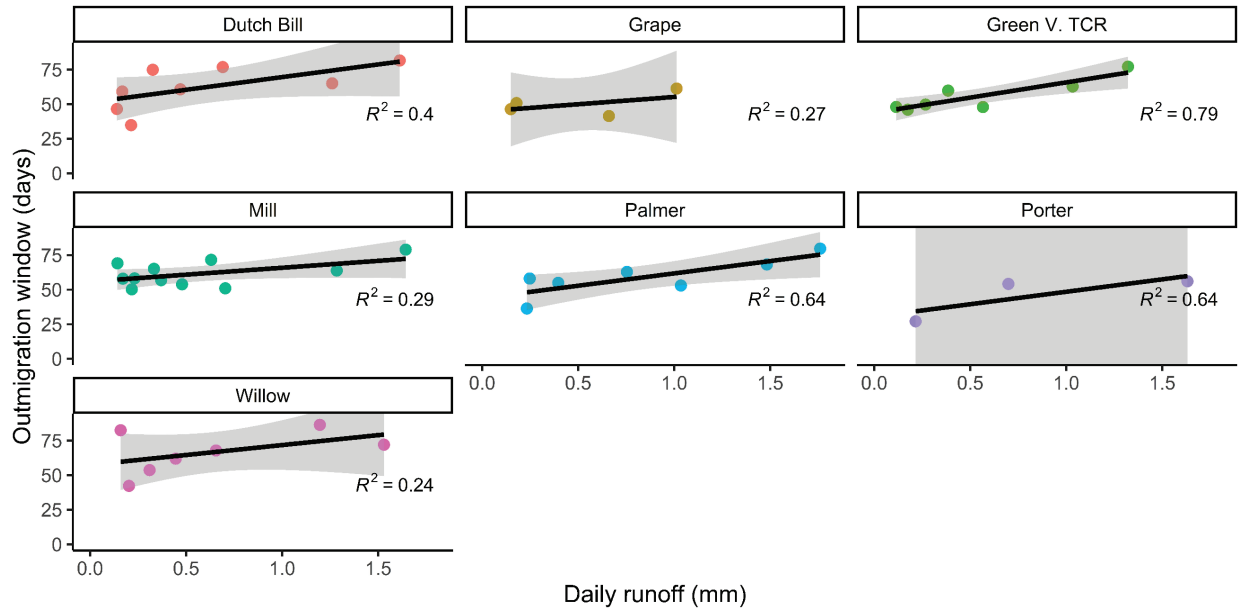 Outmigration window (days)
Dutch Bill
Grape
Green V. TCR
75
50
25
0
R² = 0.4
R² = 0.27
R² = 0.79
Mill
Palmer
Porter
75
50
25
0
R² = 0.29
R² = 0.64
R² = 0.64
0.0 0.5 1.0 1.5
0.0 0.5 1.0 1.5
Willow
75
50
25
0
R² = 0.24
0.0 0.5 1.0 1.5
Daily runoff (mm)